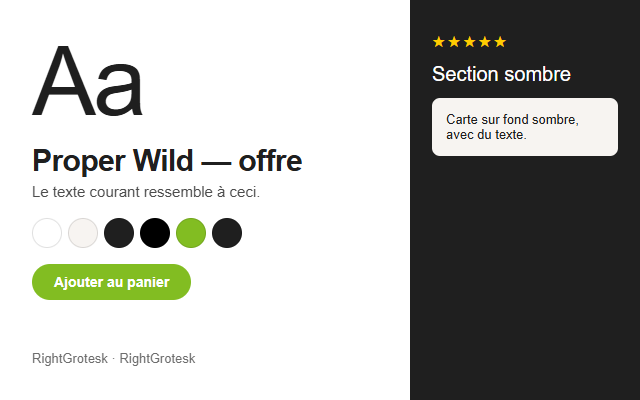 Aa
Proper Wild — offre
Le texte courant ressemble à ceci.
Ajouter au panier
RightGrotesk · RightGrotesk
★★★★★
Section sombre
Carte sur fond sombre,
avec du texte.